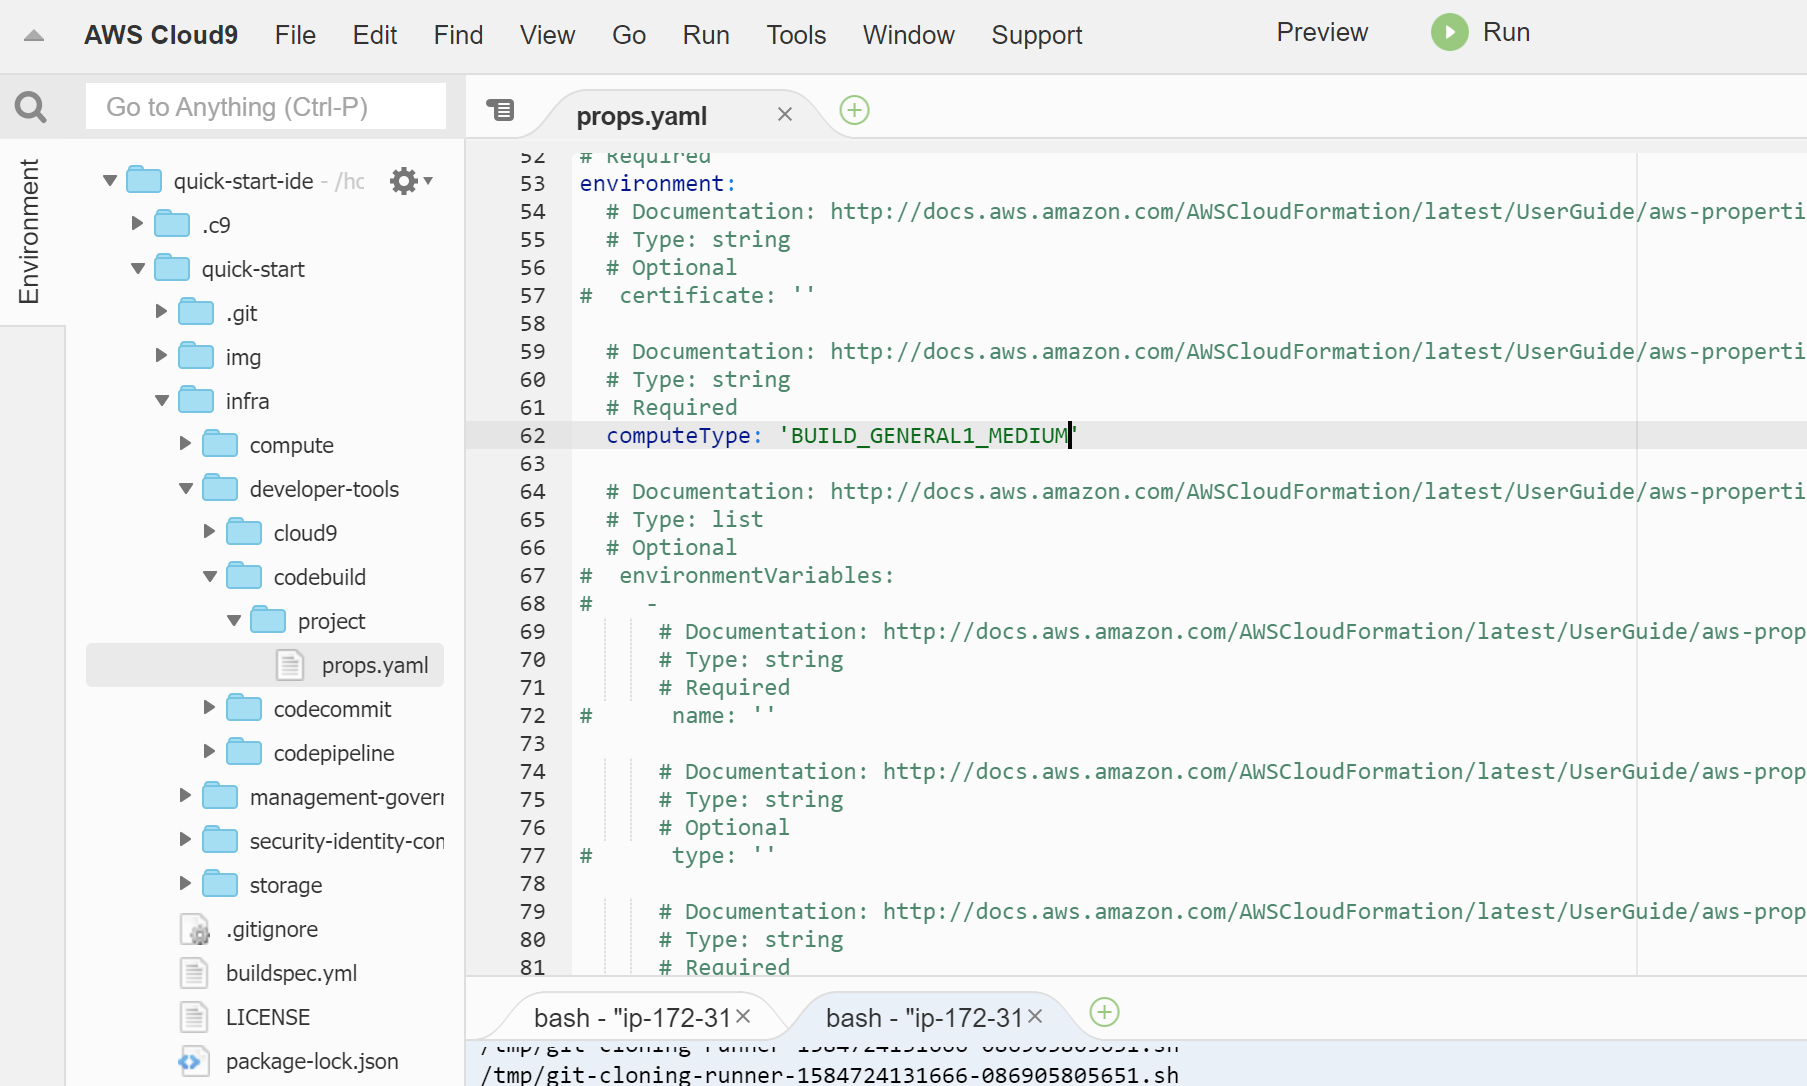 AWS Cloud9 File Edit Find View Go Run Tools Window Support Preview Run
Go to Anything (Ctrl-P)
props.yaml
Environment
quick-start-ide - /hc
.c9
quick-start
.git
img
infra
compute
developer-tools
cloud9
codebuild
project
props.yaml
codecommit
codepipeline
management-govern
security-identity-com
storage
.gitignore
buildspec.yml
LICENSE
package-lock.json
52 # Required
53 environment:
54   # Documentation: http://docs.aws.amazon.com/AWSCloudFormation/latest/UserGuide/aws-properti
55   # Type: string
56   # Optional
57 #  certificate: ''
58
59   # Documentation: http://docs.aws.amazon.com/AWSCloudFormation/latest/UserGuide/aws-properti
60   # Type: string
61   # Required
62   computeType: 'BUILD_GENERAL1_MEDIUM'
63
64   # Documentation: http://docs.aws.amazon.com/AWSCloudFormation/latest/UserGuide/aws-properti
65   # Type: list
66   # Optional
67 #  environmentVariables:
68 #    -
69       # Documentation: http://docs.aws.amazon.com/AWSCloudFormation/latest/UserGuide/aws-prop
70       # Type: string
71       # Required
72 #      name: ''
73
74       # Documentation: http://docs.aws.amazon.com/AWSCloudFormation/latest/UserGuide/aws-prop
75       # Type: string
76       # Optional
77 #      type: ''
78
79       # Documentation: http://docs.aws.amazon.com/AWSCloudFormation/latest/UserGuide/aws-prop
80       # Type: string
81       # Required
bash - "ip-172-31 bash - "ip-172-31
/tmp/git-cloning-runner-1584724131666-086905805651.sh
/tmp/git-cloning-runner-1584724131666-086905805651.sh